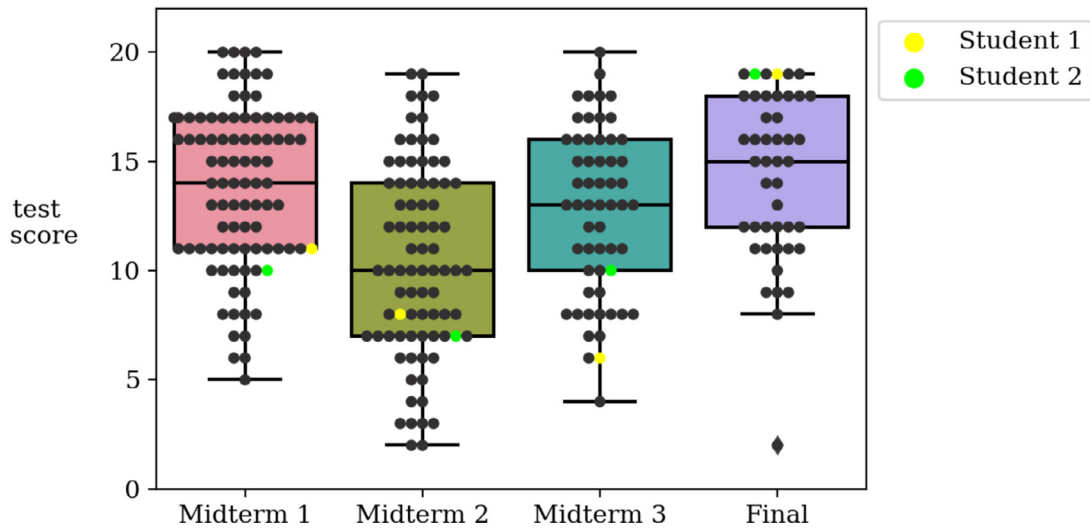 Student 1
Student 2
20
15
10
5
0
test
score
Midterm 1
Midterm 2
Midterm 3
Final